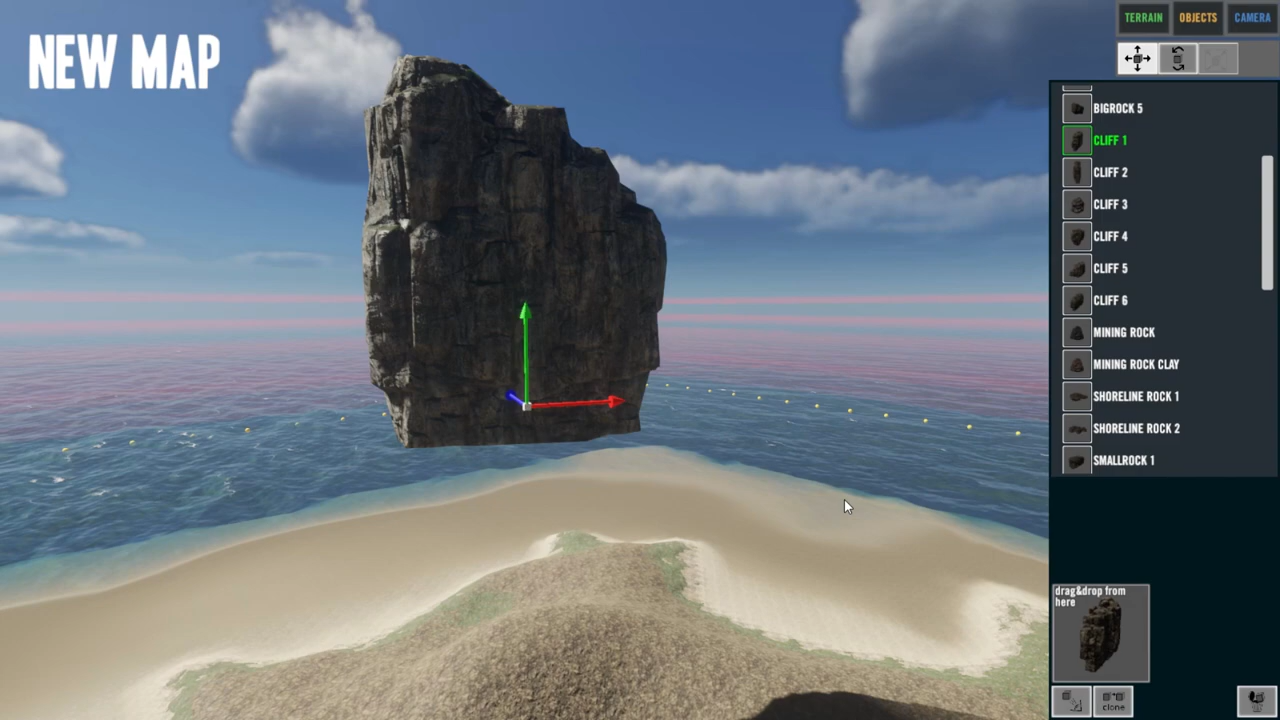 NEW MAP
TERRAIN
OBJECTS
CAMERA
BIGROCK 5
CLIFF 1
CLIFF 2
CLIFF 3
CLIFF 4
CLIFF 5
CLIFF 6
MINING ROCK
MINING ROCK CLAY
SHORELINE ROCK 1
SHORELINE ROCK 2
SMALLROCK 1
drag&drop from
here
clone